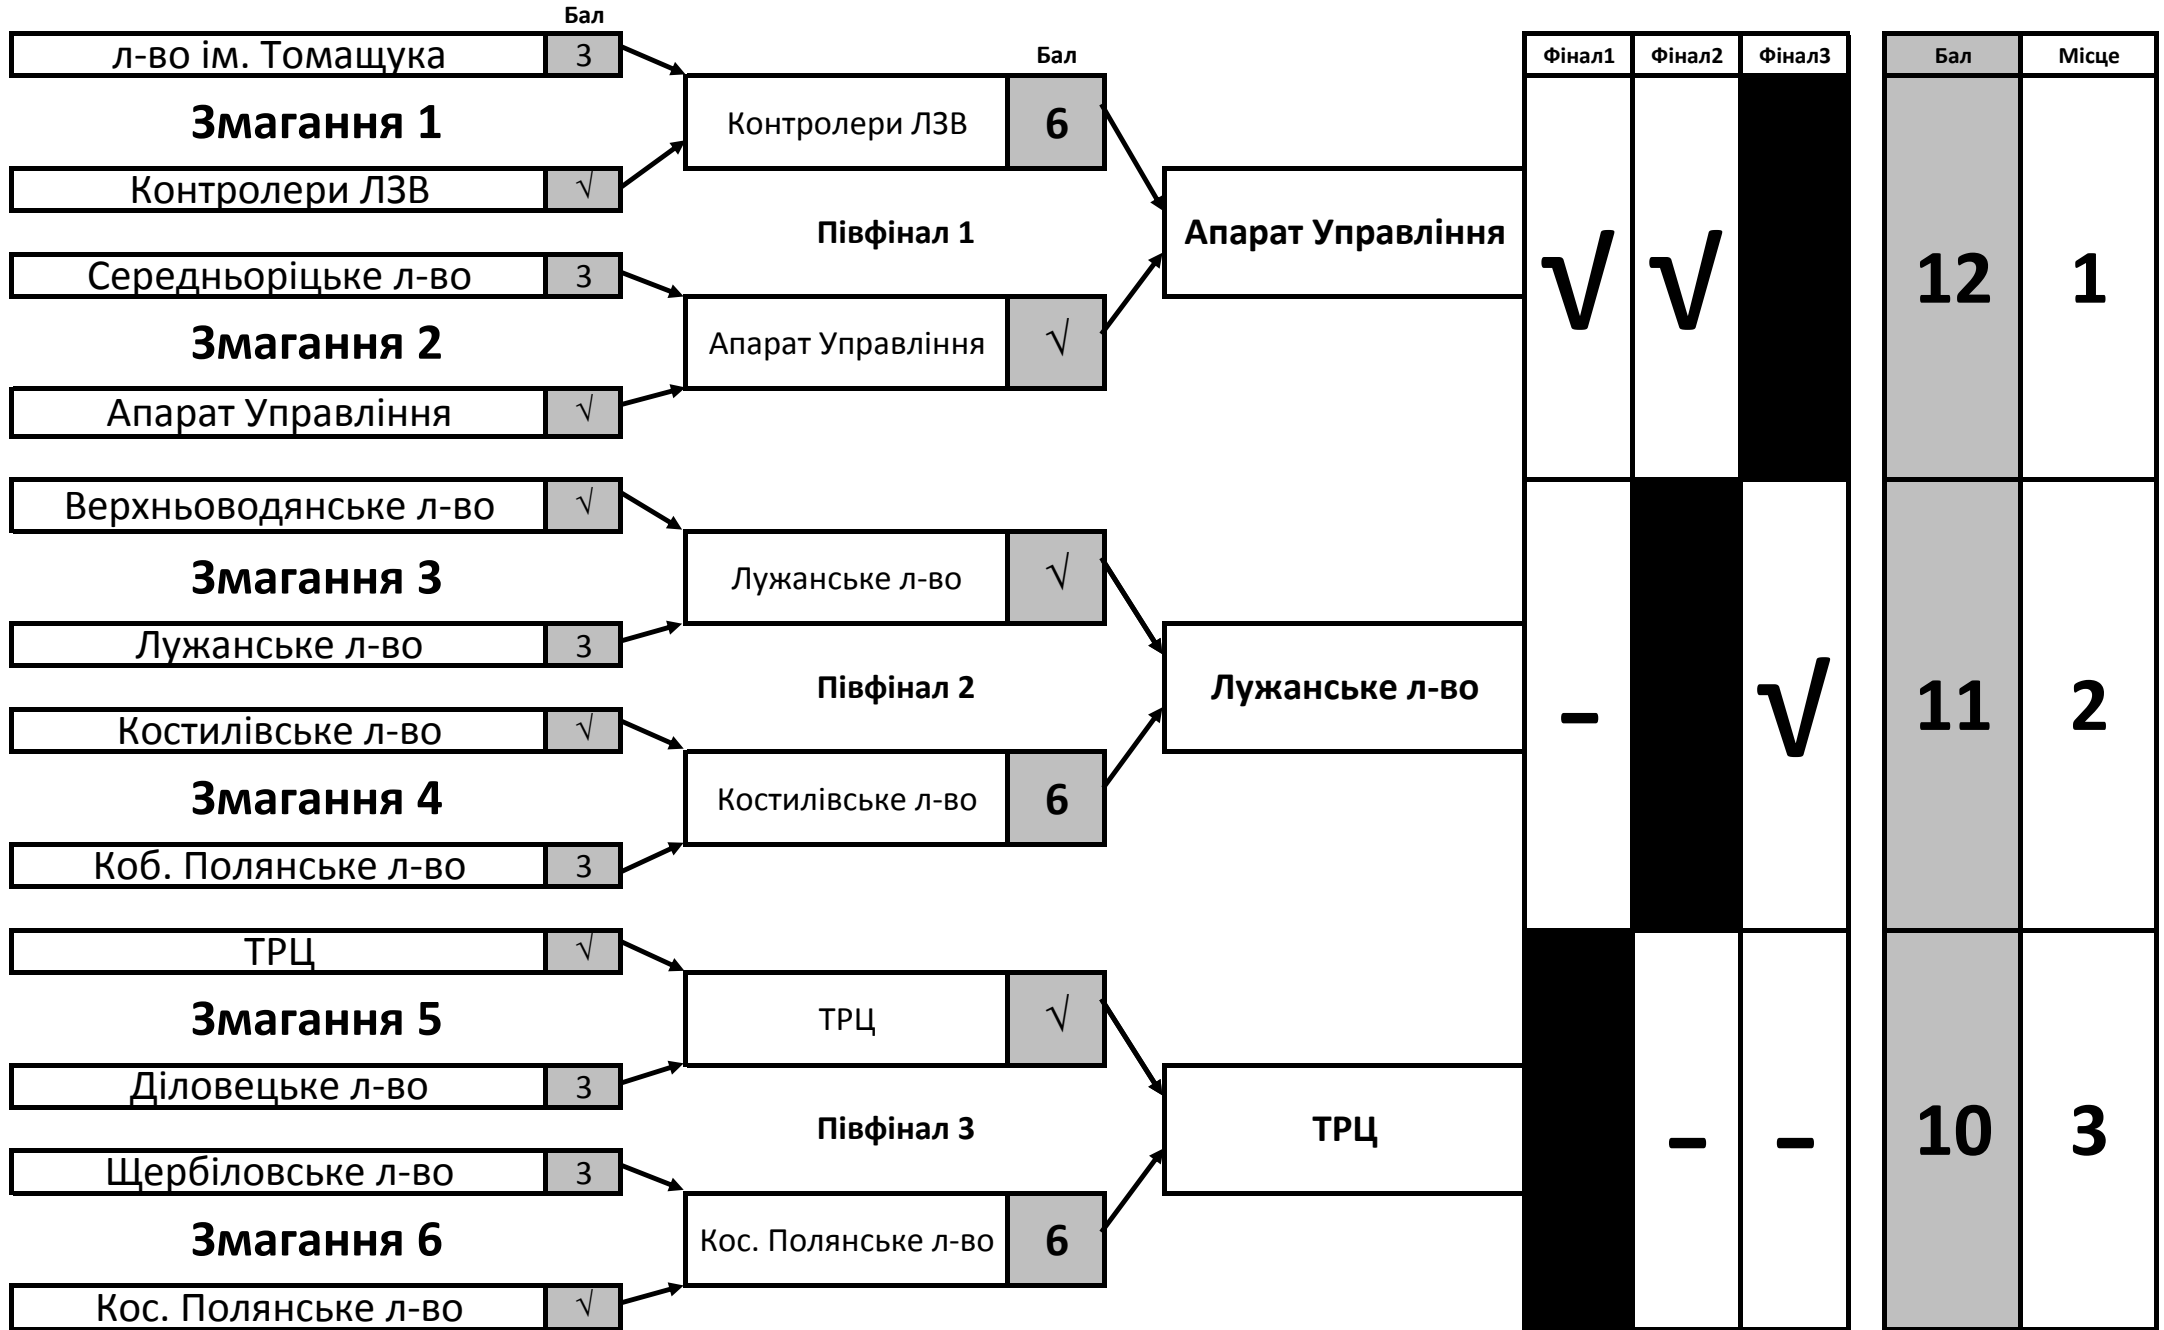 Бал
л-во ім. Томащука 3
Змагання 1
Контролери ЛЗВ √
Середньоріцьке л-во 3
Змагання 2
Апарат Управління √
Верхньоводянське л-во √
Змагання 3
Лужанське л-во 3
Костилівське л-во √
Змагання 4
Коб. Полянське л-во 3
ТРЦ √
Змагання 5
Діловецьке л-во 3
Щербіловське л-во 3
Змагання 6
Кос. Полянське л-во √
Бал
Контролери ЛЗВ 6
Півфінал 1
Апарат Управління √
Лужанське л-во √
Півфінал 2
Костилівське л-во 6
ТРЦ √
Півфінал 3
Кос. Полянське л-во 6
Фінал1 Фінал2 Фінал3 Бал Місце
Апарат Управління √ √ 12 1
Лужанське л-во - √ 11 2
ТРЦ - - 10 3